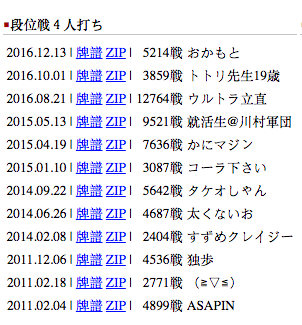 ■段位戦４人打ち
2016.12.13 | 牌譜 ZIP | 5214戦 おかもと
2016.10.01 | 牌譜 ZIP | 3859戦 トトリ先生19歳
2016.08.21 | 牌譜 ZIP | 12764戦 ウルトラ立直
2015.05.13 | 牌譜 ZIP | 9521戦 就活生@川村軍団
2015.04.19 | 牌譜 ZIP | 7636戦 かにマジン
2015.01.10 | 牌譜 ZIP | 3087戦 コーラ下さい
2014.09.22 | 牌譜 ZIP | 5642戦 タケオしゃん
2014.06.26 | 牌譜 ZIP | 4687戦 太くないお
2014.02.08 | 牌譜 ZIP | 2404戦 すずめクレイジー
2011.12.06 | 牌譜 ZIP | 4536戦 独歩
2011.02.18 | 牌譜 ZIP | 2771戦 （≧▽≦）
2011.02.04 | 牌譜 ZIP | 4899戦 ASAPIN